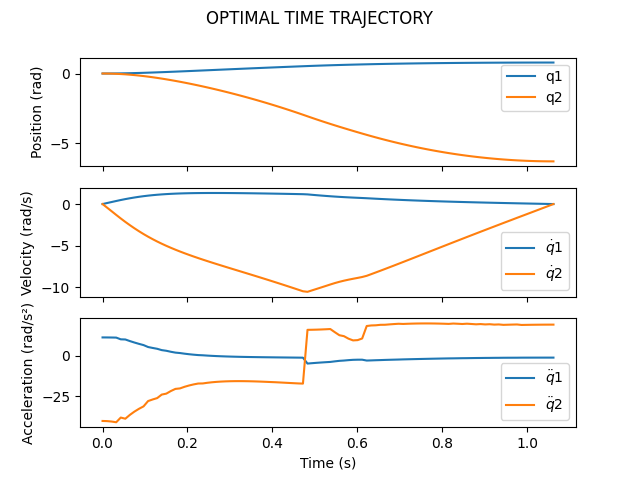 OPTIMAL TIME TRAJECTORY
Position (rad)
0
−5
q1
q2
Velocity (rad/s)
0
−5
−10
q̇1
q̇2
Acceleration (rad/s²)
0
−25
q̈1
q̈2
0.0 0.2 0.4 0.6 0.8 1.0
Time (s)